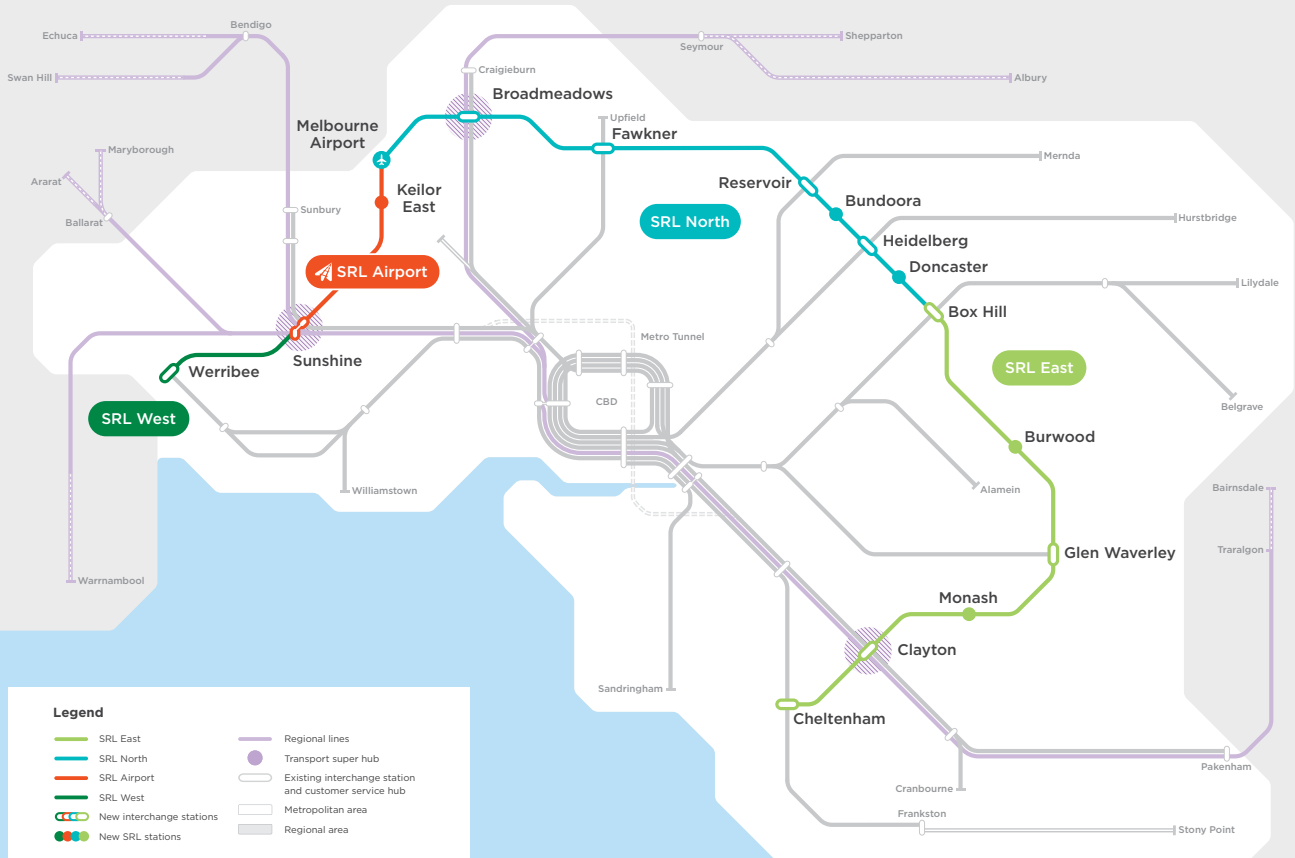 Echuca
Bendigo
Swan Hill
Seymour
Shepparton
Albury
Craigieburn
Broadmeadows
Melbourne
Airport
Upfield
Fawkner
Maryborough
Ararat
Ballarat
Sunbury
Keilor
East
Mernda
Reservoir
Bundoora
SRL North
Hurstbridge
Heidelberg
SRL Airport
Doncaster
Lilydale
Box Hill
Metro Tunnel
Sunshine
Werribee
SRL East
CBD
SRL West
Belgrave
Burwood
Williamstown
Alamein
Bairnsdale
Traralgon
Warrnambool
Glen Waverley
Monash
Clayton
Sandringham
Cheltenham
Pakenham
Cranbourne
Frankston
Stony Point
Legend
SRL East
SRL North
SRL Airport
SRL West
New interchange stations
New SRL stations
Regional lines
Transport super hub
Existing interchange station
and customer service hub
Metropolitan area
Regional area